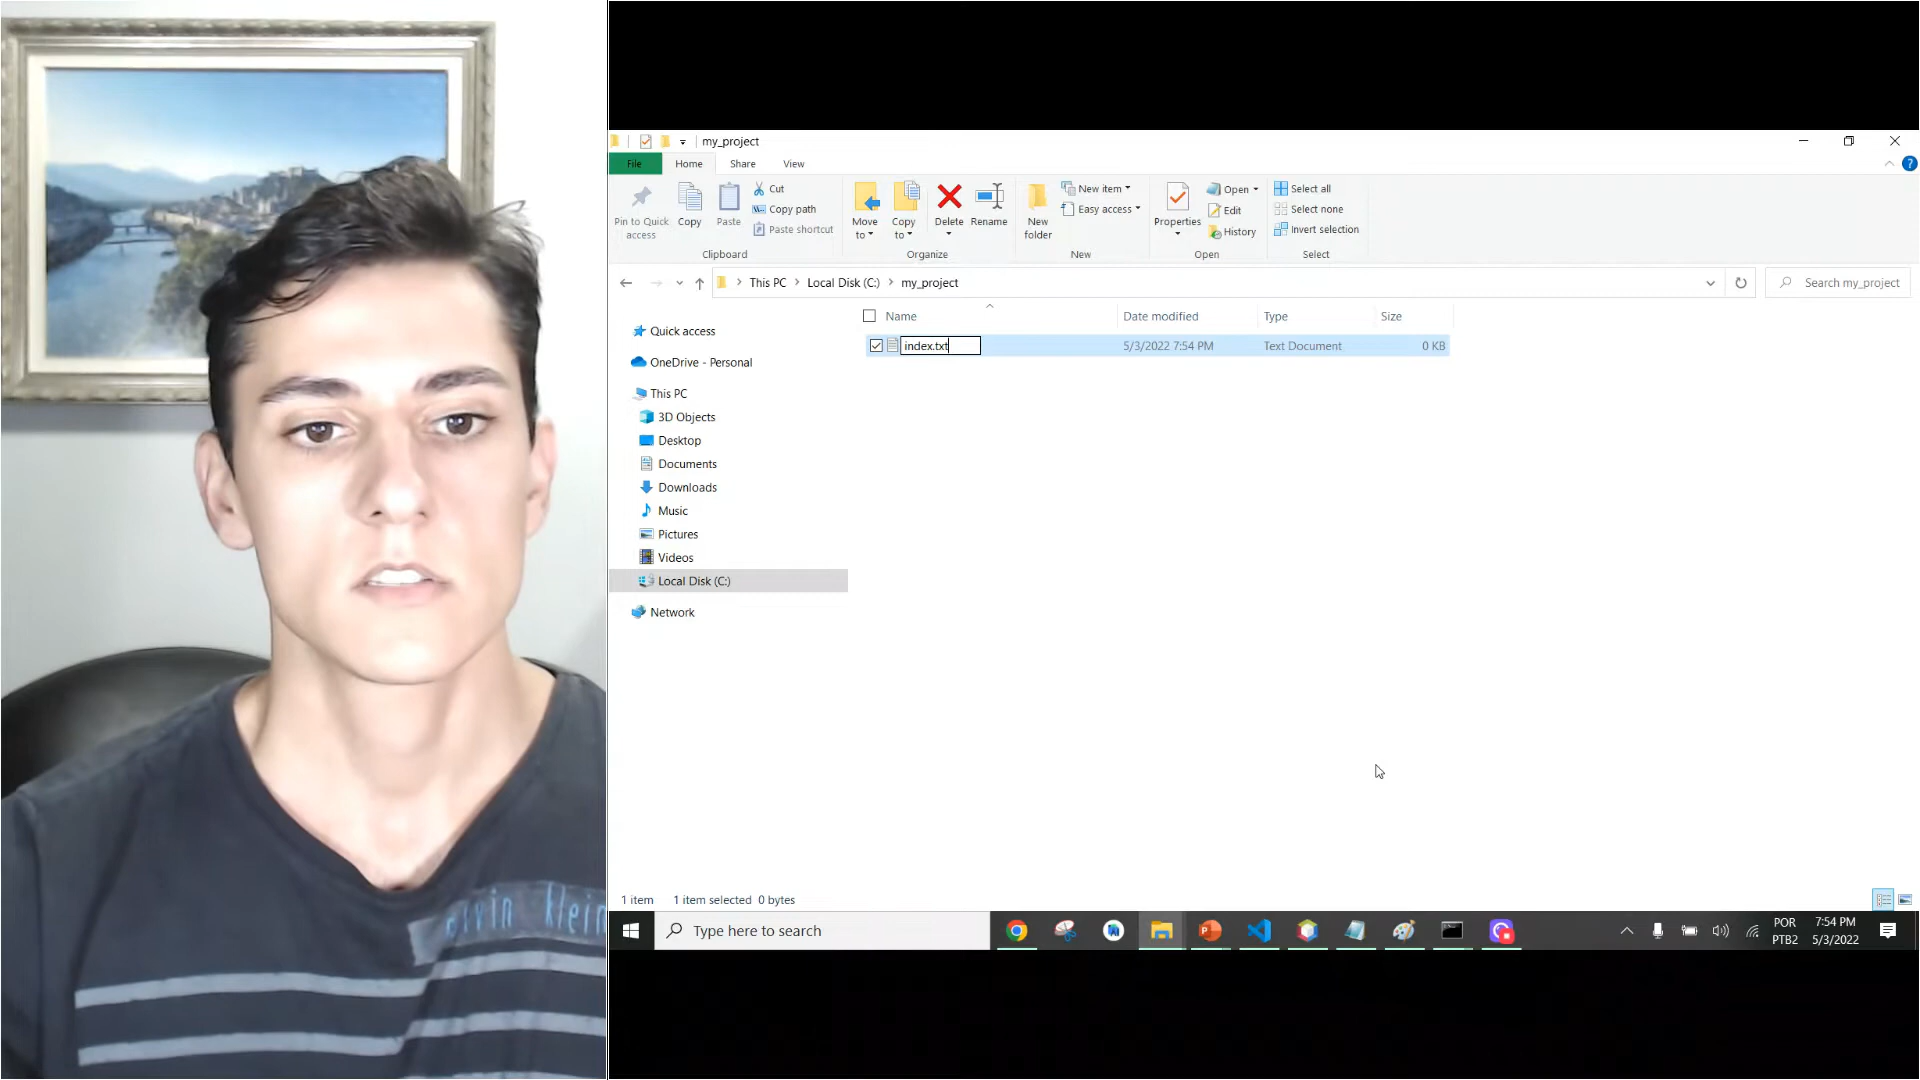 my_project
File Home Share View
Pin to Quick access
Copy
Paste
Cut
Copy path
Paste shortcut
Move to
Copy to
Delete
Rename
New folder
New item
Easy access
Properties
Open
Edit
History
Select all
Select none
Invert selection
Clipboard Organize New Open Select
This PC Local Disk (C:) my_project
Search my_project
Name Date modified Type Size
index.txt 5/3/2022 7:54 PM Text Document 0 KB
Quick access
OneDrive - Personal
This PC
3D Objects
Desktop
Documents
Downloads
Music
Pictures
Videos
Local Disk (C:)
Network
1 item 1 item selected 0 bytes
Type here to search
POR
PTB2
7:54 PM
5/3/2022
klein